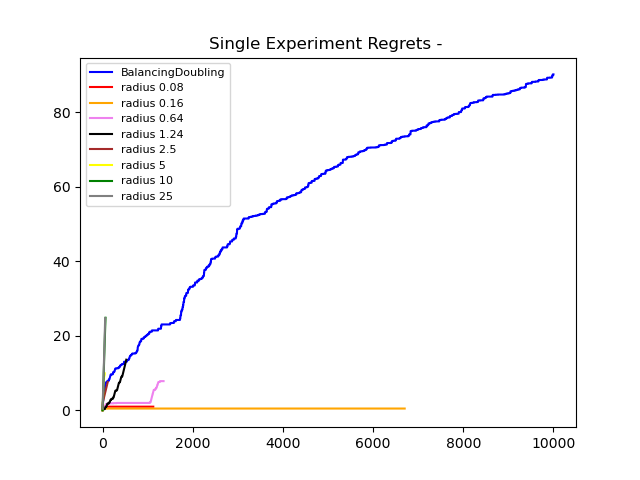 Single Experiment Regrets -
BalancingDoubling
radius 0.08
radius 0.16
radius 0.64
radius 1.24
radius 2.5
radius 5
radius 10
radius 25
80
60
40
20
0
0 2000 4000 6000 8000 10000